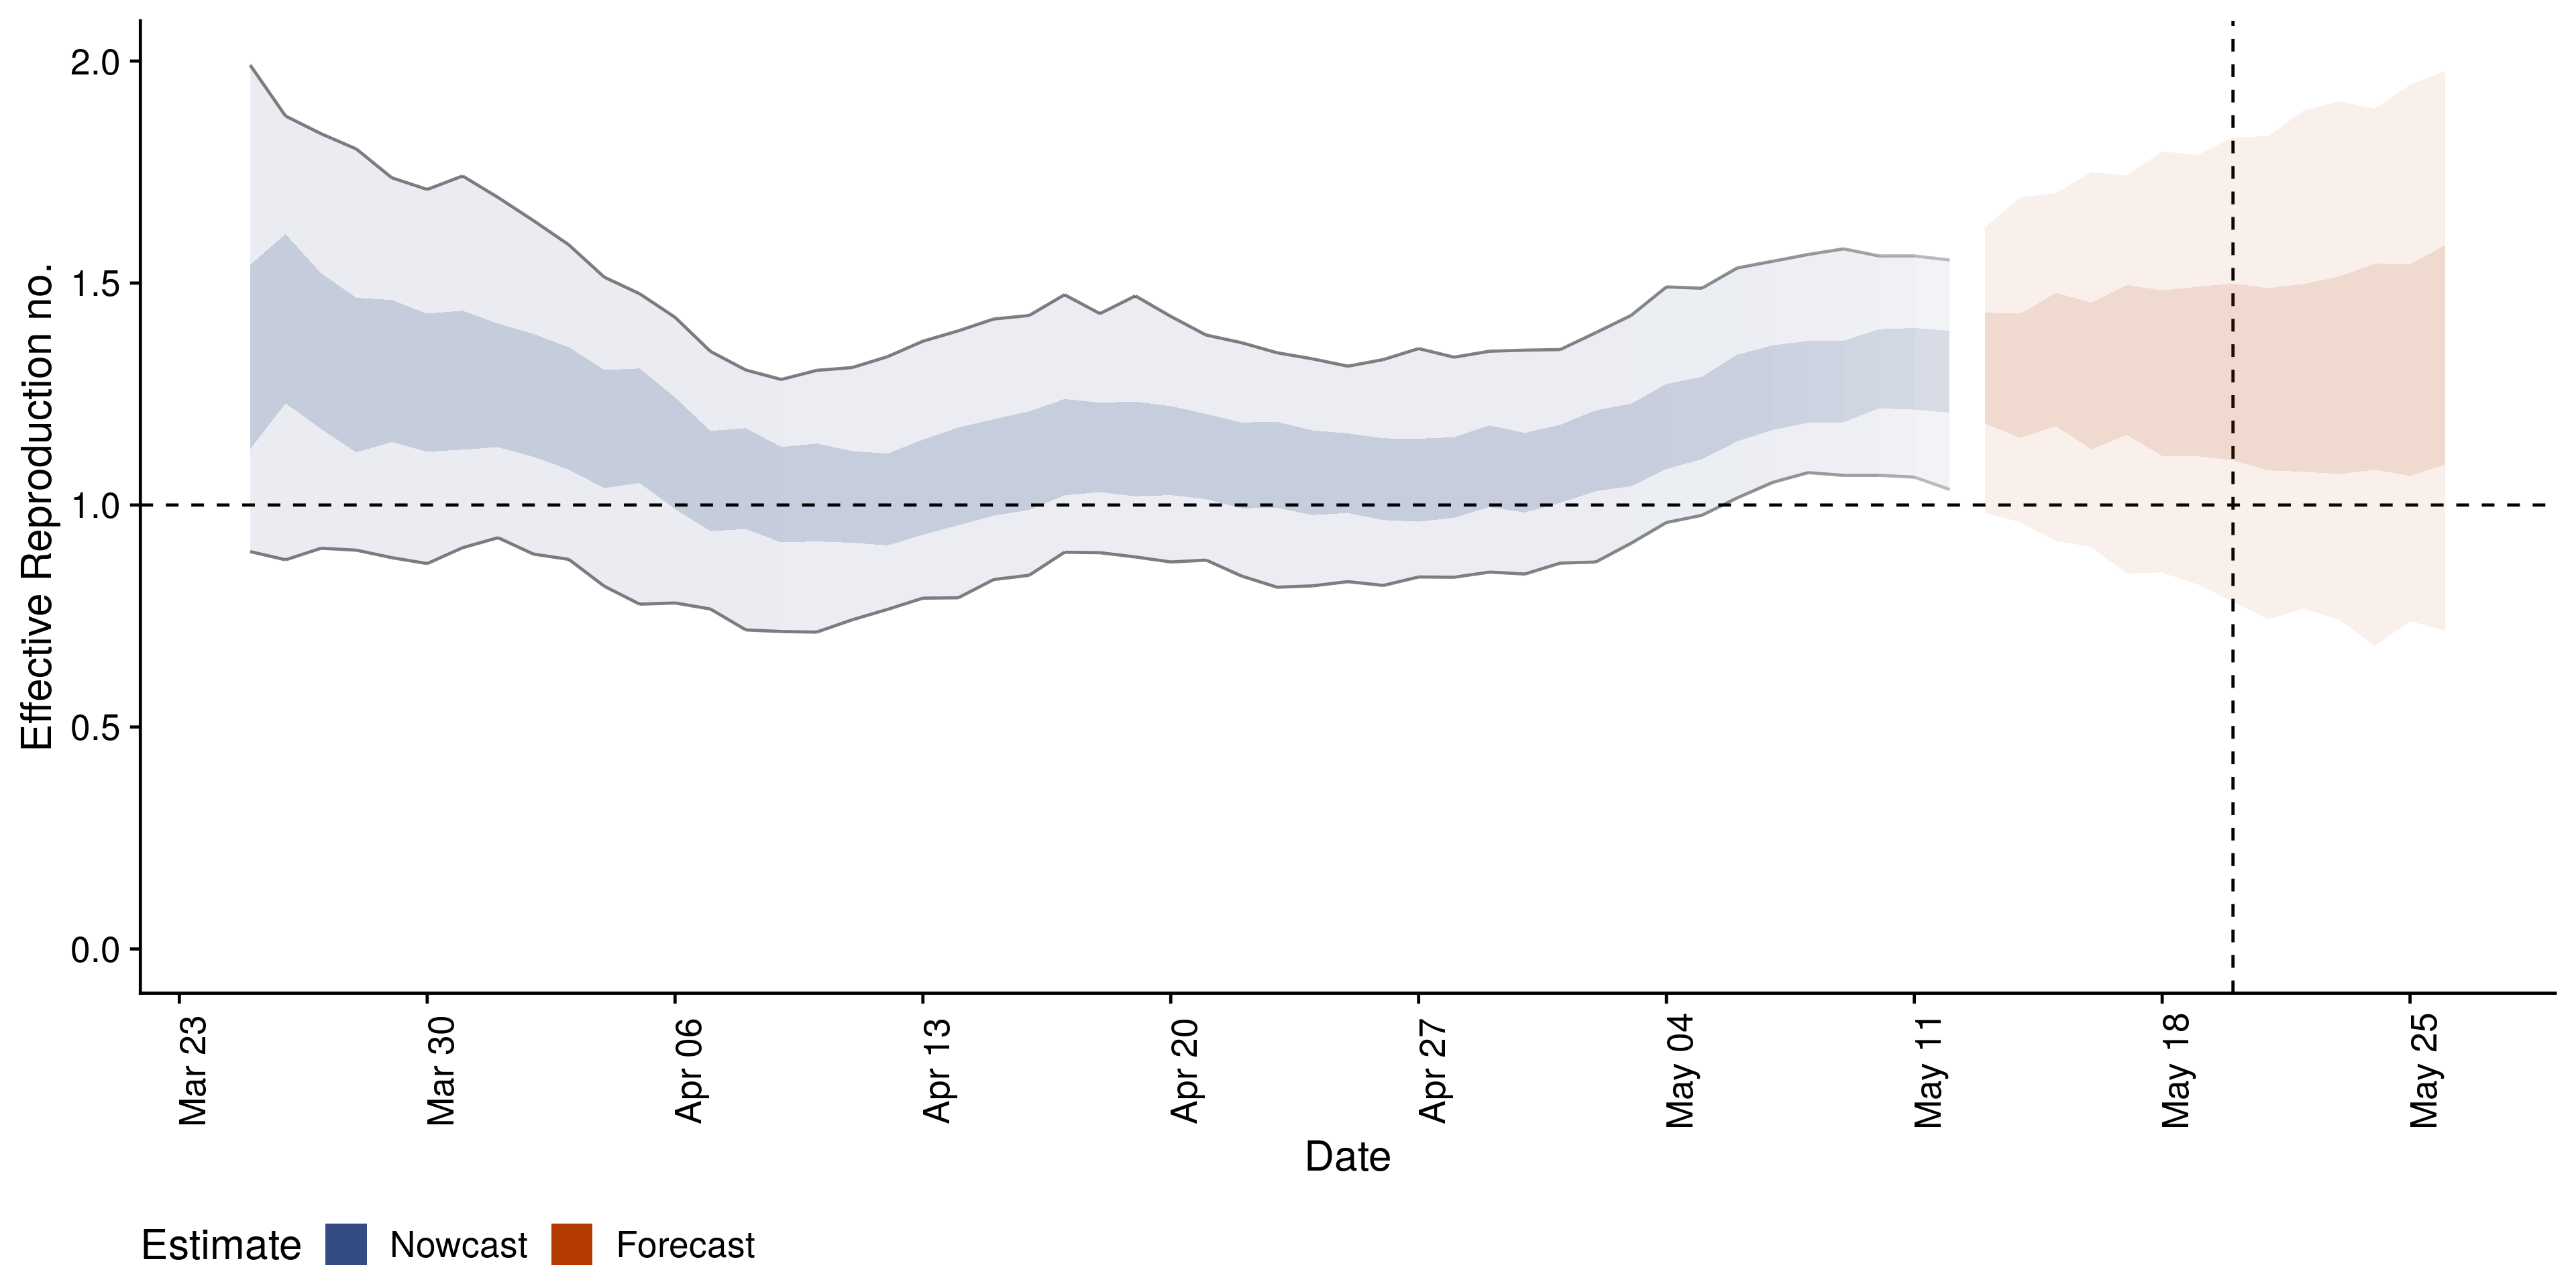 Effective Reproduction no.
2.0
1.5
1.0
0.5
0.0
Mar 23
Mar 30
Apr 06
Apr 13
Apr 20
Apr 27
May 04
May 11
May 18
May 25
Date
Estimate Nowcast Forecast